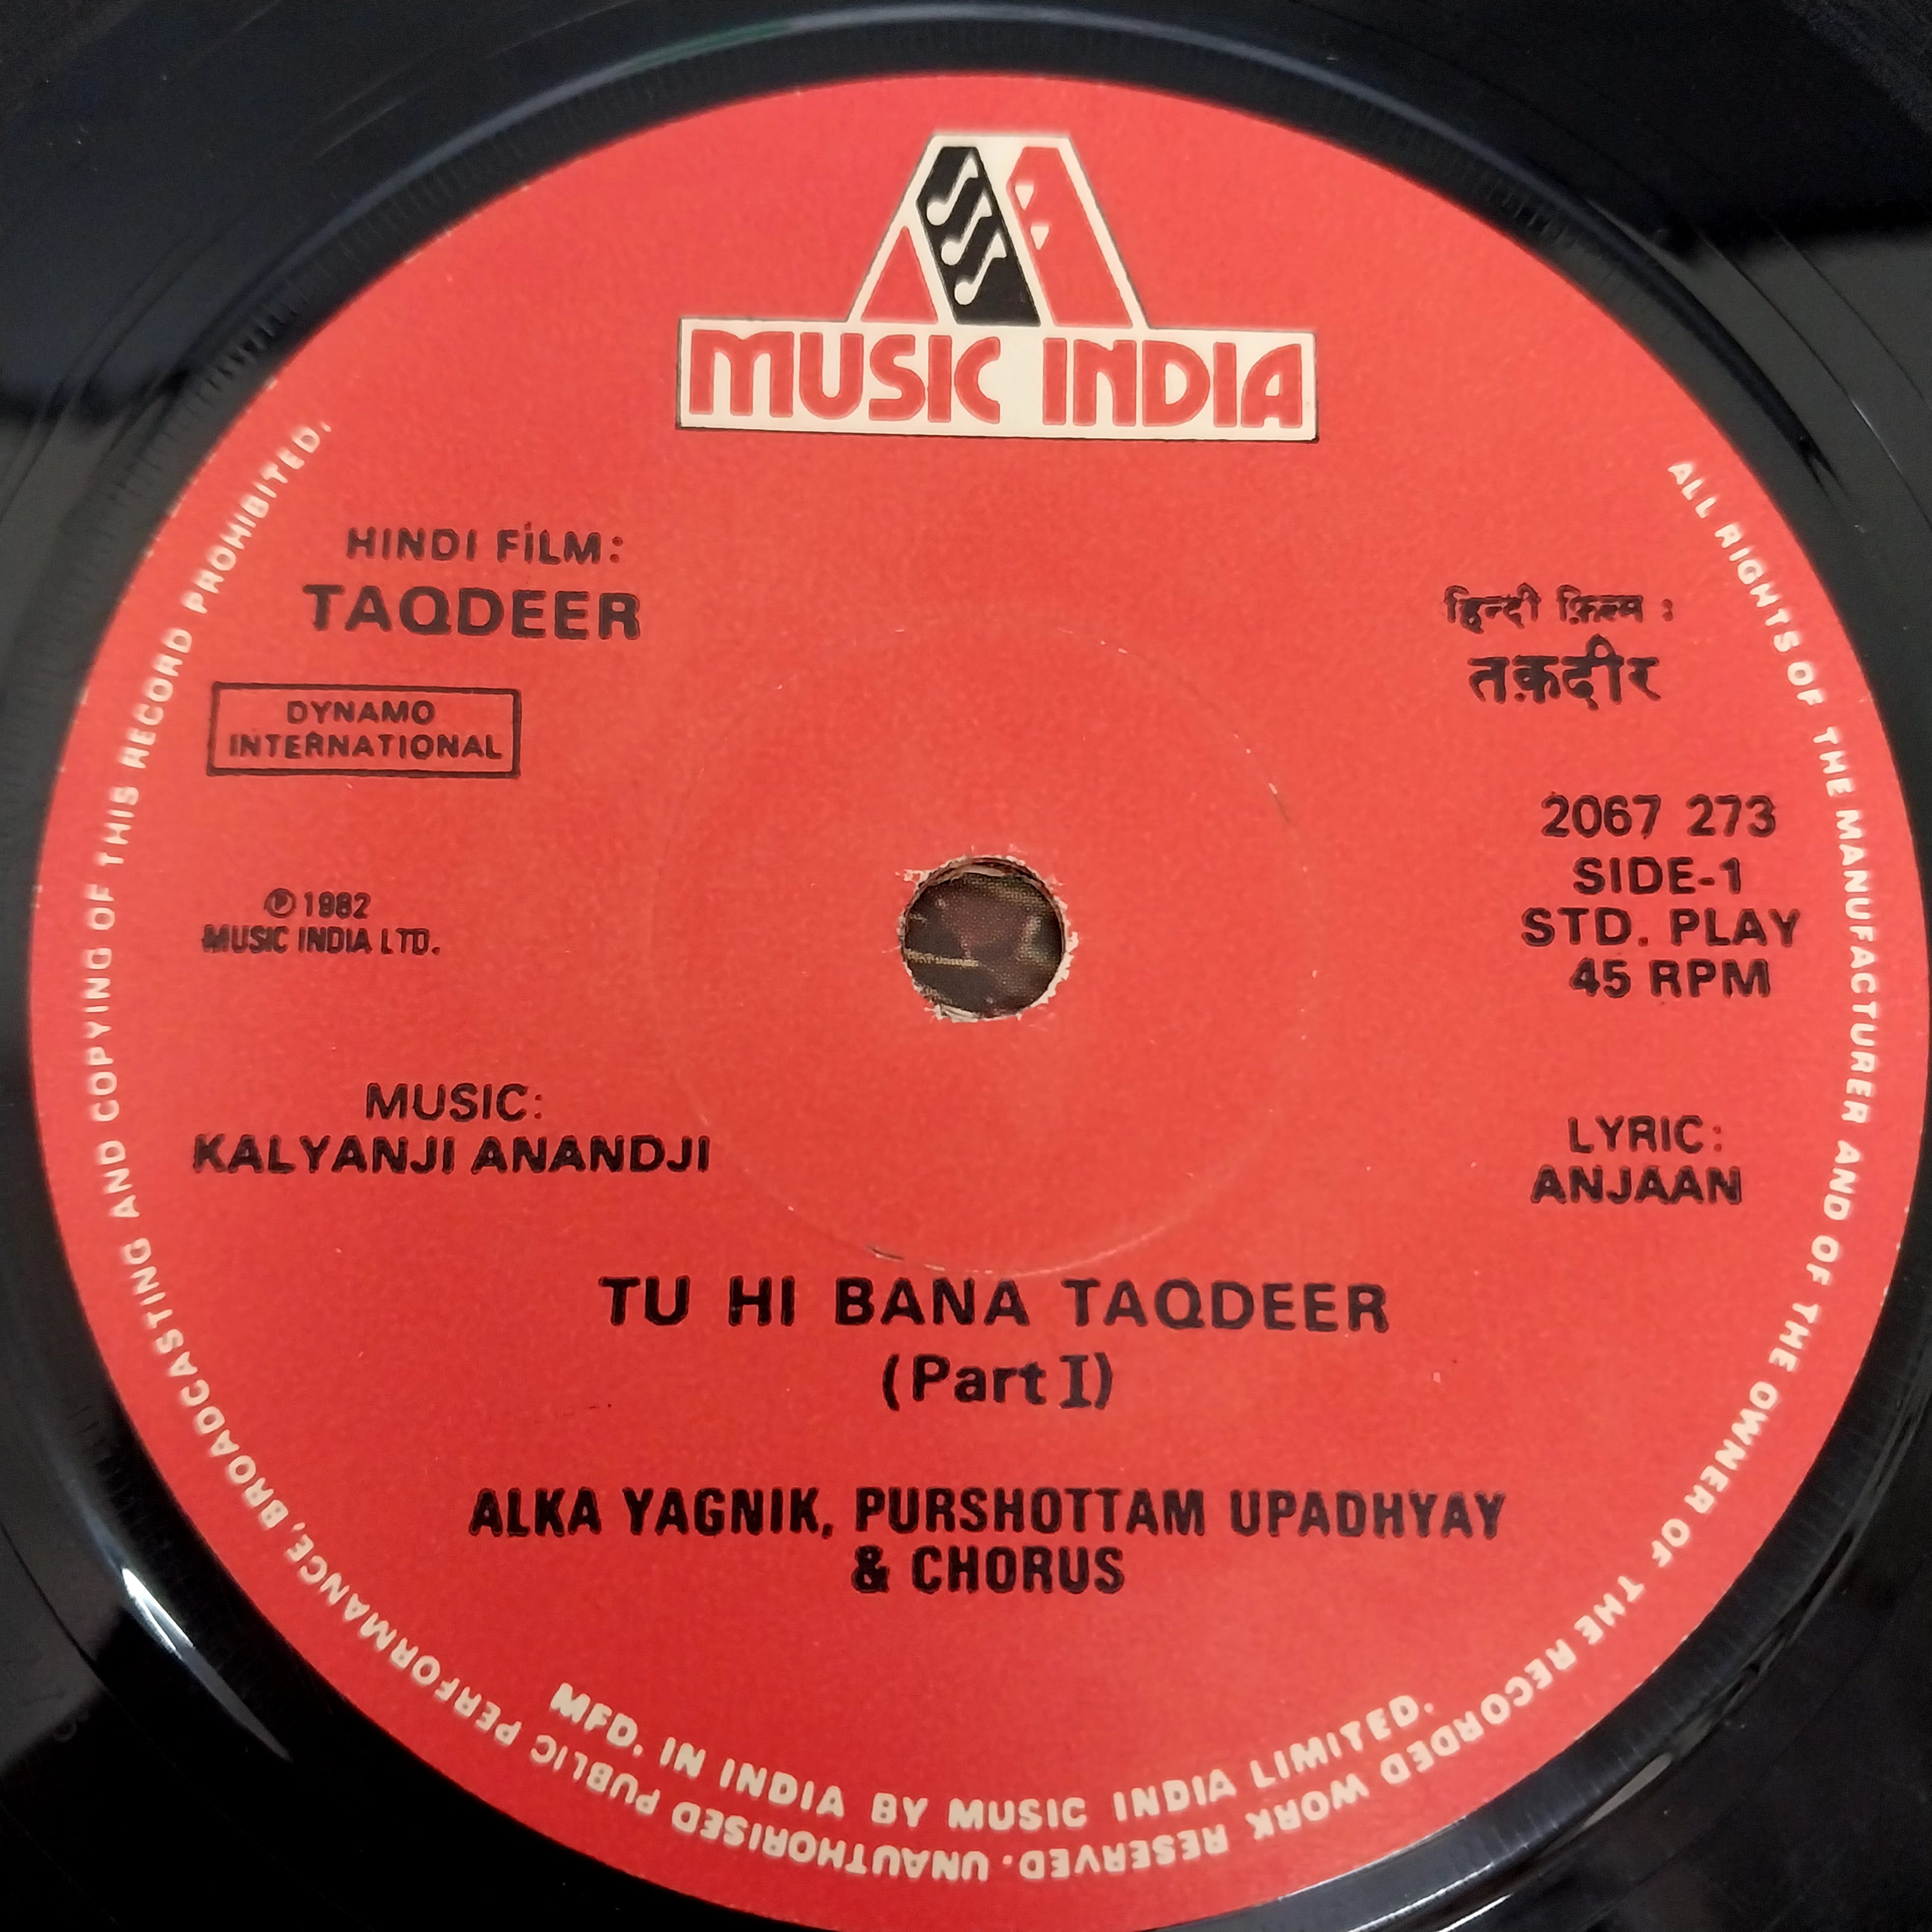 MUSIC INDIA
HINDI FILM:
TAQDEER
DYNAMO
INTERNATIONAL
हिन्दी फ़िल्म :
तक़दीर
2067 273
SIDE-1
STD. PLAY
45 RPM
℗ 1982
MUSIC INDIA LTD.
MUSIC:
KALYANJI ANANDJI
LYRIC:
ANJAAN
TU HI BANA TAQDEER
(Part I)
ALKA YAGNIK, PURSHOTTAM UPADHYAY
& CHORUS
MFD. IN INDIA BY MUSIC INDIA LIMITED.
ALL RIGHTS OF THE MANUFACTURER AND OF THE OWNER OF THE RECORDED WORK RESERVED. UNAUTHORISED PUBLIC PERFORMANCE, BROADCASTING AND COPYING OF THIS RECORD PROHIBITED.